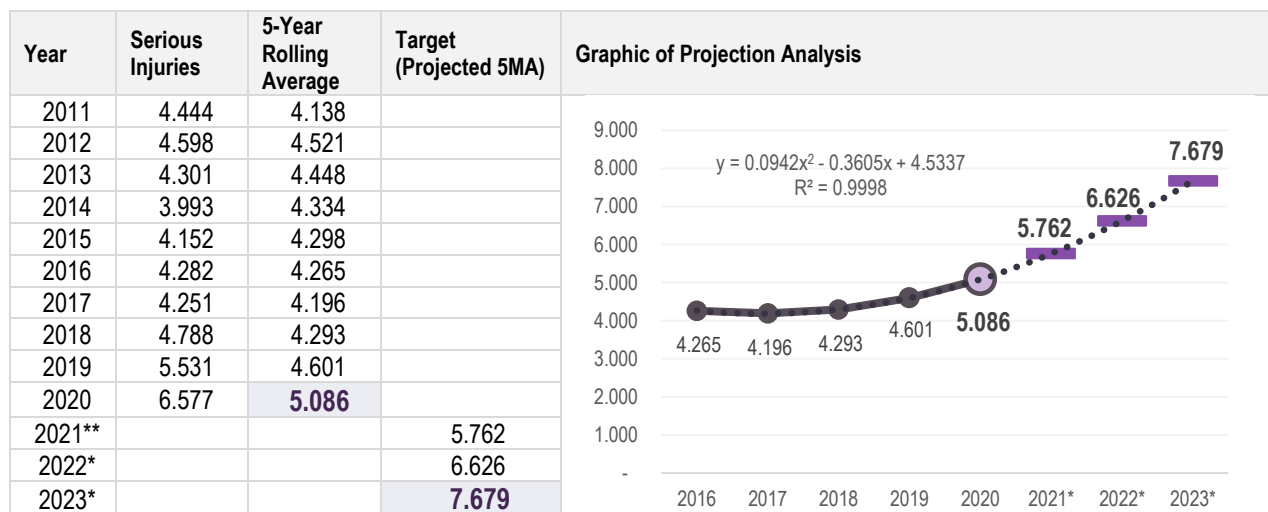 Year Serious Injuries 5-Year Rolling Average Target (Projected 5MA) Graphic of Projection Analysis
2011 4.444 4.138
2012 4.598 4.521
2013 4.301 4.448
2014 3.993 4.334
2015 4.152 4.298
2016 4.282 4.265
2017 4.251 4.196
2018 4.788 4.293
2019 5.531 4.601
2020 6.577 5.086
2021** 5.762
2022* 6.626
2023* 7.679
9.000
8.000
7.000
6.000
5.000
4.000
3.000
2.000
1.000
-
y = 0.0942x² - 0.3605x + 4.5337
R² = 0.9998
4.265 4.196 4.293 4.601 5.086 5.762 6.626 7.679
2016 2017 2018 2019 2020 2021* 2022* 2023*